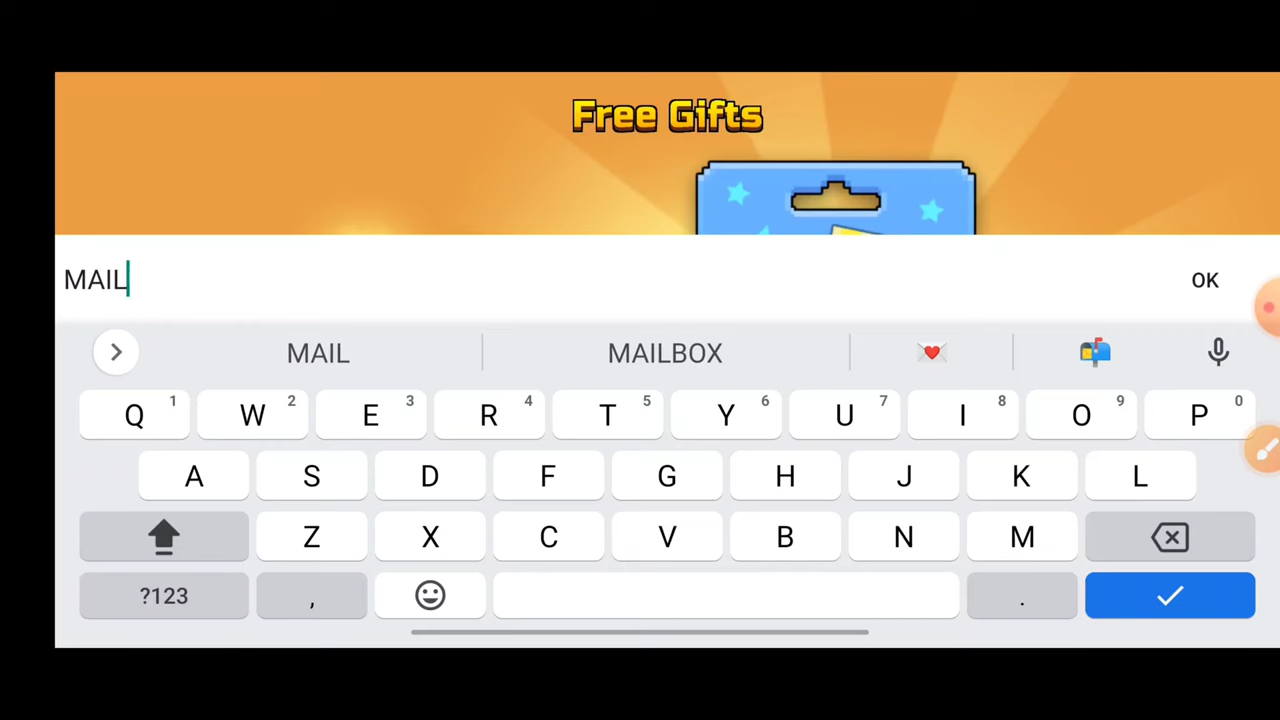 Free Gifts
MAIL
OK
MAIL MAILBOX
Q 1 W 2 E 3 R 4 T 5 Y 6 U 7 I 8 O 9 P 0
A S D F G H J K L
Z X C V B N M
?123 , .